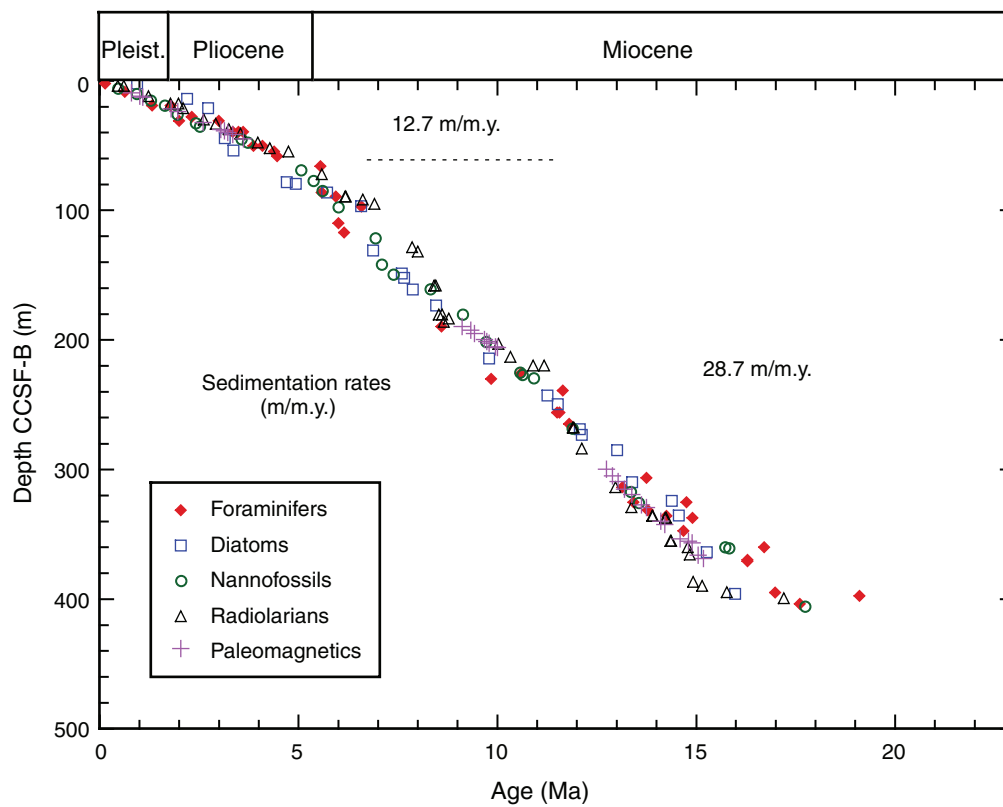 Pleist. Pliocene Miocene
0
12.7 m/m.y.
100
200
28.7 m/m.y.
Sedimentation rates
(m/m.y.)
300
Foraminifers
Diatoms
Nannofossils
400
Radiolarians
Paleomagnetics
500
Depth CCSF-B (m)
0 5 10 15 20
Age (Ma)